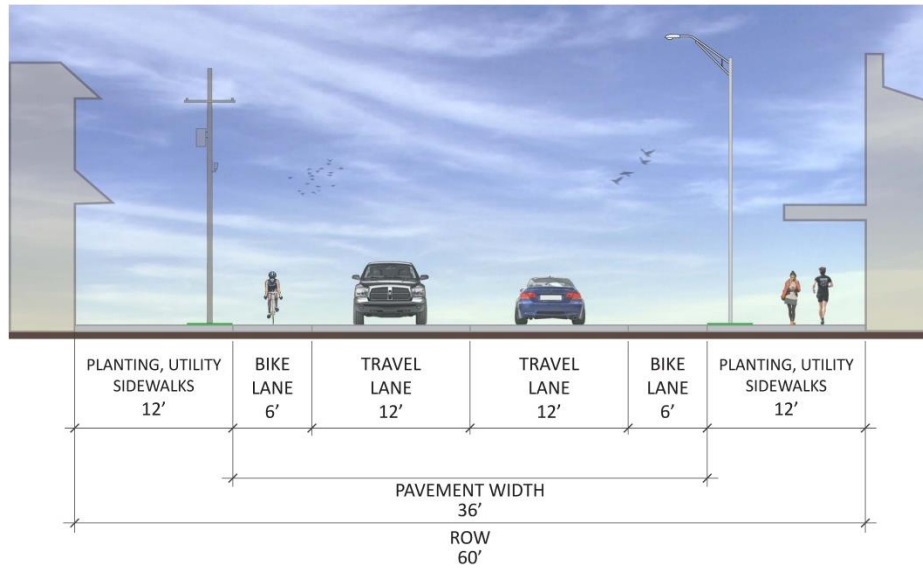 PLANTING, UTILITY
SIDEWALKS
12’
BIKE
LANE
6’
TRAVEL
LANE
12’
TRAVEL
LANE
12’
BIKE
LANE
6’
PLANTING, UTILITY
SIDEWALKS
12’
PAVEMENT WIDTH
36’
ROW
60’